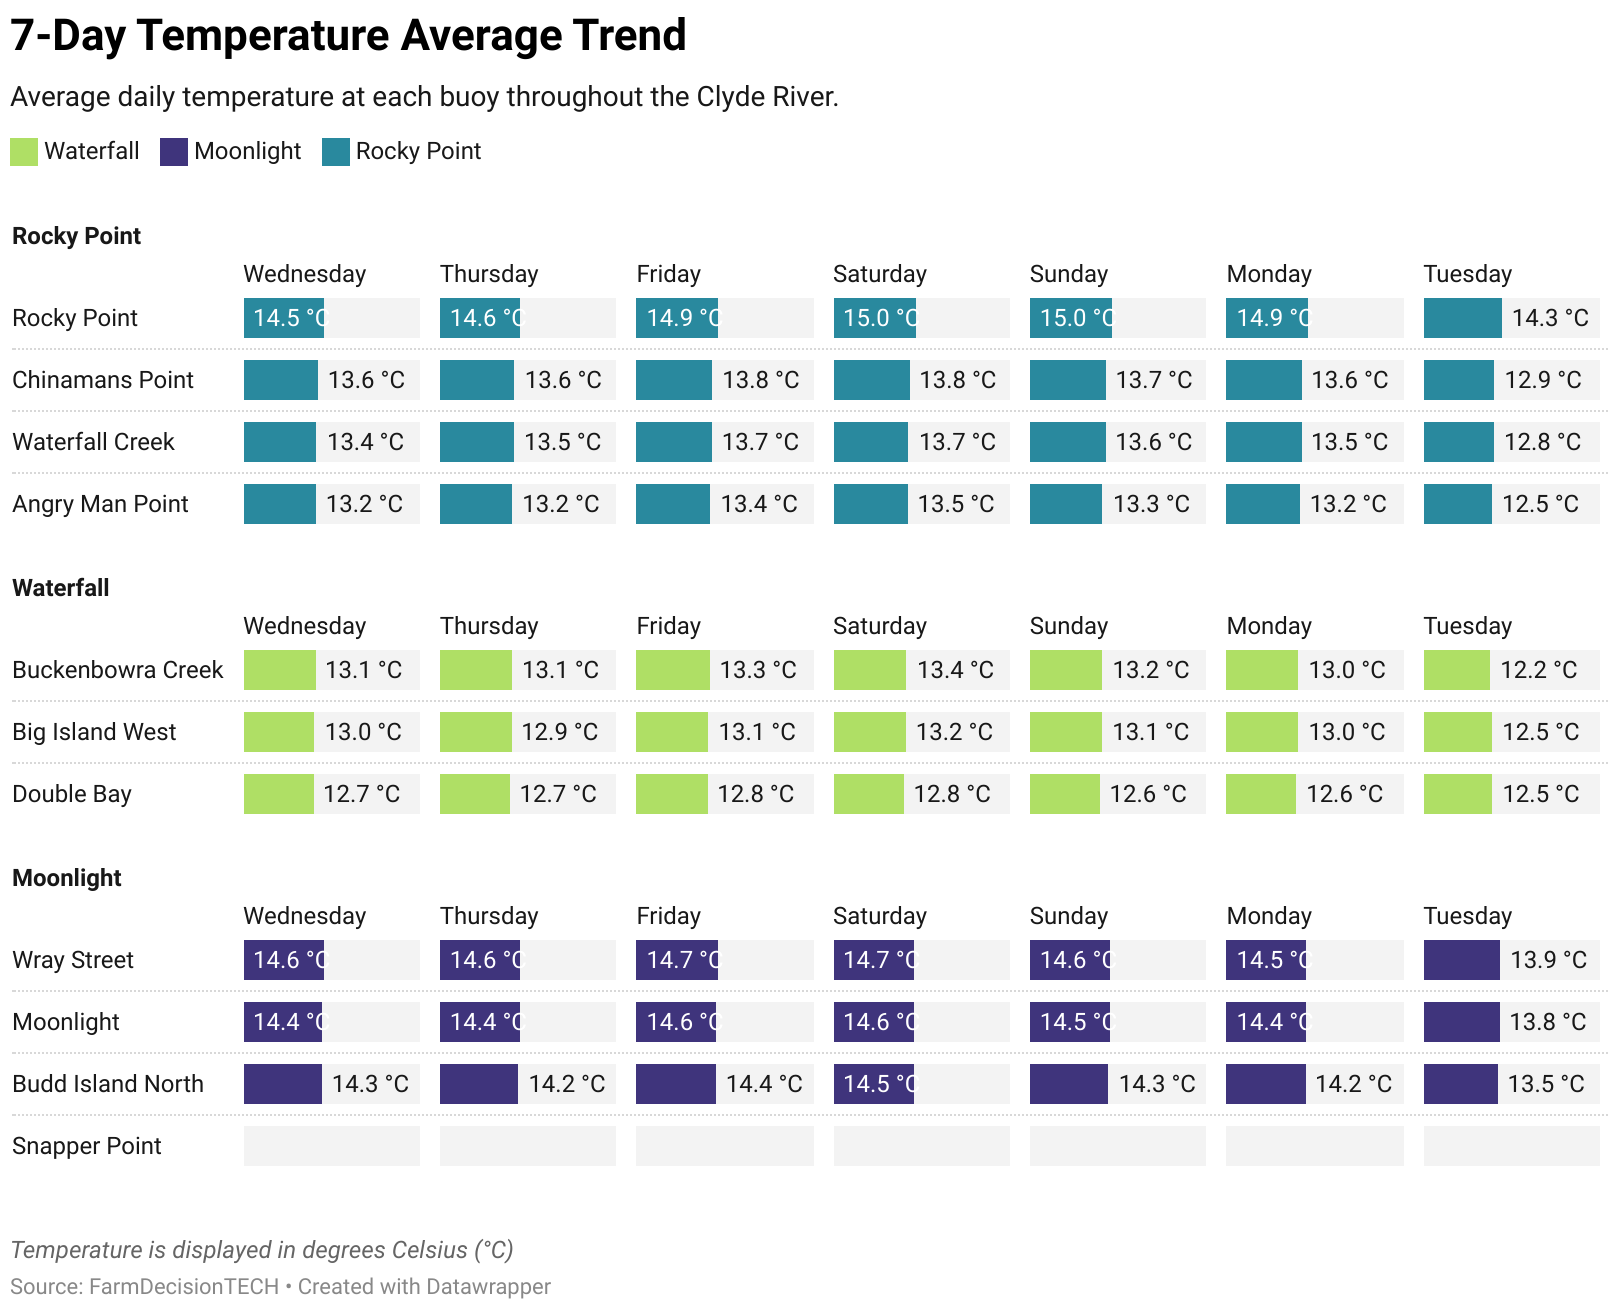 7-Day Temperature Average Trend
Average daily temperature at each buoy throughout the Clyde River.
Waterfall Moonlight Rocky Point
Rocky Point
Wednesday Thursday Friday Saturday Sunday Monday Tuesday
Rocky Point 14.5 °C 14.6 °C 14.9 °C 15.0 °C 15.0 °C 14.9 °C 14.3 °C
Chinamans Point 13.6 °C 13.6 °C 13.8 °C 13.8 °C 13.7 °C 13.6 °C 12.9 °C
Waterfall Creek 13.4 °C 13.5 °C 13.7 °C 13.7 °C 13.6 °C 13.5 °C 12.8 °C
Angry Man Point 13.2 °C 13.2 °C 13.4 °C 13.5 °C 13.3 °C 13.2 °C 12.5 °C
Waterfall
Wednesday Thursday Friday Saturday Sunday Monday Tuesday
Buckenbowra Creek 13.1 °C 13.1 °C 13.3 °C 13.4 °C 13.2 °C 13.0 °C 12.2 °C
Big Island West 13.0 °C 12.9 °C 13.1 °C 13.2 °C 13.1 °C 13.0 °C 12.5 °C
Double Bay 12.7 °C 12.7 °C 12.8 °C 12.8 °C 12.6 °C 12.6 °C 12.5 °C
Moonlight
Wednesday Thursday Friday Saturday Sunday Monday Tuesday
Wray Street 14.6 °C 14.6 °C 14.7 °C 14.7 °C 14.6 °C 14.5 °C 13.9 °C
Moonlight 14.4 °C 14.4 °C 14.6 °C 14.6 °C 14.5 °C 14.4 °C 13.8 °C
Budd Island North 14.3 °C 14.2 °C 14.4 °C 14.5 °C 14.3 °C 14.2 °C 13.5 °C
Snapper Point
Temperature is displayed in degrees Celsius (°C)
Source: FarmDecisionTECH • Created with Datawrapper